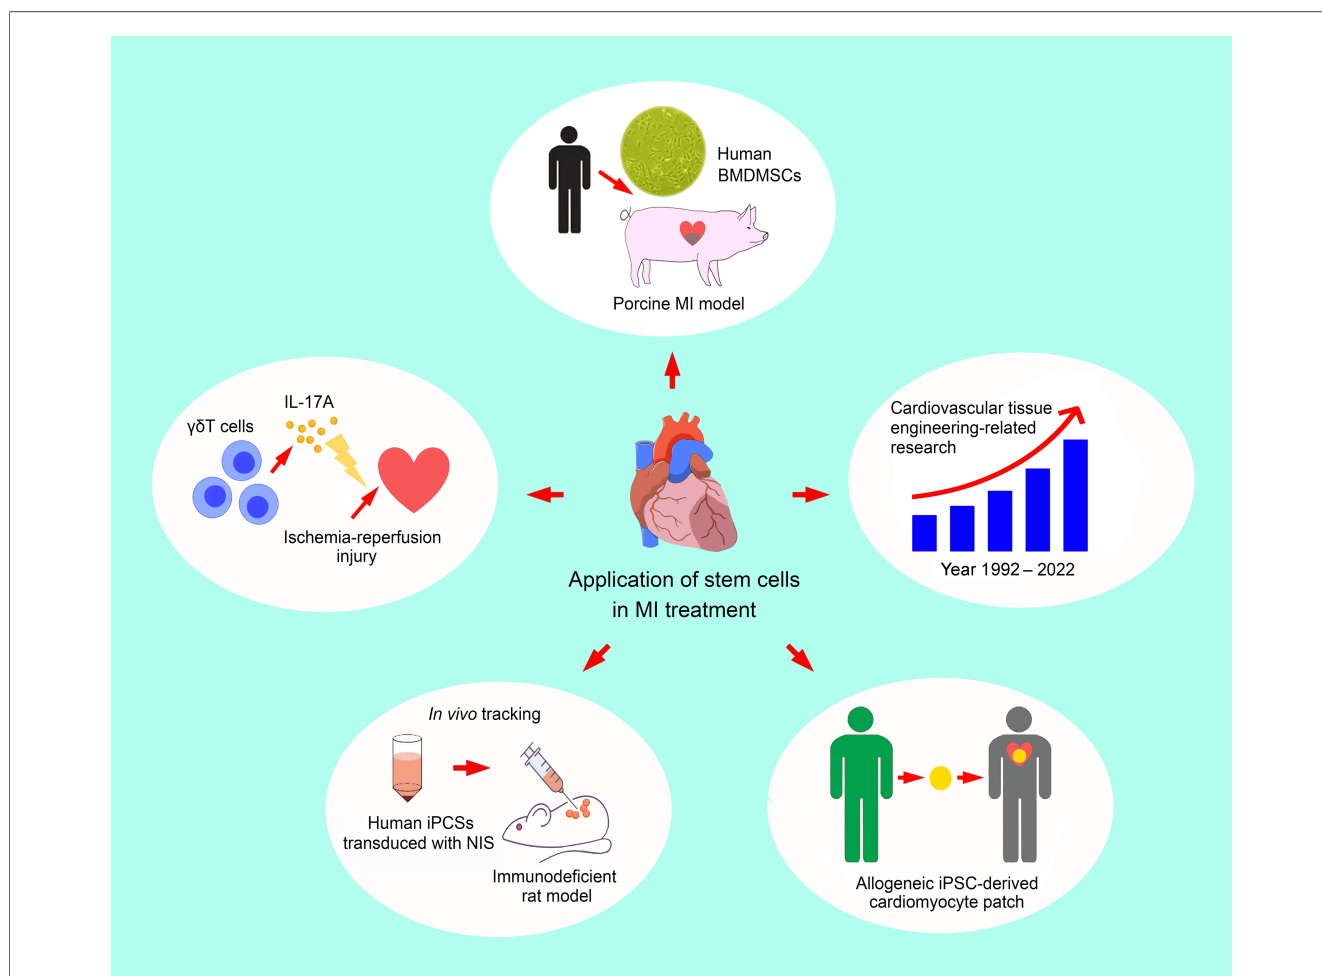 Human
BMDMSCs
Porcine MI model
IL-17A
γδT cells
Ischemia-reperfusion
injury
Cardiovascular tissue
engineering-related
research
Year 1992 – 2022
Application of stem cells
in MI treatment
In vivo tracking
Human iPCSs
transduced with NIS
Immunodeficient
rat model
Allogeneic iPSC-derived
cardiomyocyte patch